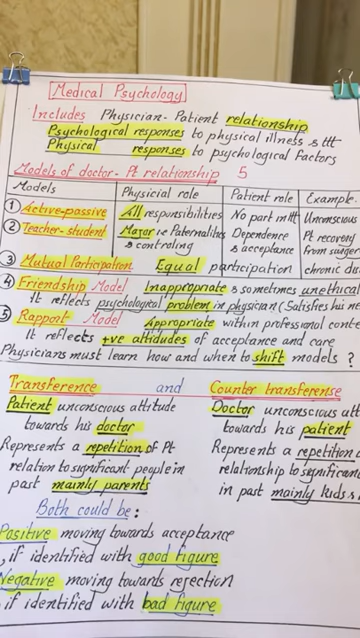 Medical Psychology
Includes Physician-Patient relationship
Psychological responses to physical illness & ttt
Physical responses to psychological factors
Models of doctor-Pt relationship 5
Models Physicial role Patient role Example.
① Active-passive All responsibilities No part in ttt Unconscious
② Teacher-student Major ie Paternalities & controling Dependence & acceptance Pt recovery from surger
③ Mutual Participation Equal participation chronic di
④ Friendship Model Inappropriate & sometimes unethical
It reflects psychological problem in physician (Satisfies his ne
⑤ Rapport Model Appropriate within professional conte
It reflects +ve attidudes of acceptance and care
Physicians must learn how and when to shift models ?
Transference and Counter transference
Patient unconscious attitude
towards his doctor
Represents a repetition of Pt
relation to significant people in
past mainly parents
Doctor unconscious att
towards his patient
Represents a repetition
relationship to significan
in past mainly kids
Both could be:
Positive moving towards acceptance
, if identified with good figure
Negative moving towards rejection
, if identified with bad figure